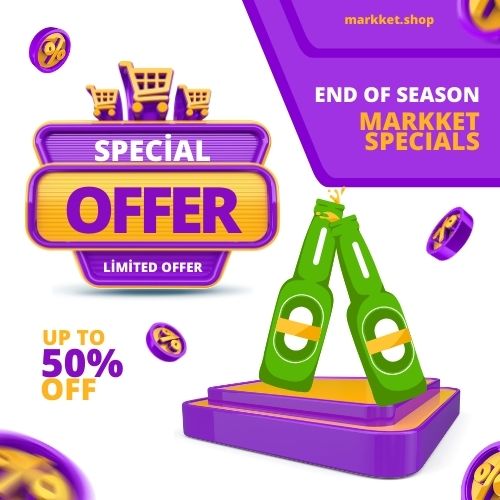 markket.shop
END OF SEASON
MARKKET
SPECIALS
SPECİAL
OFFER
LİMİTED OFFER
UP TO
50%
OFF
%
%
%
%